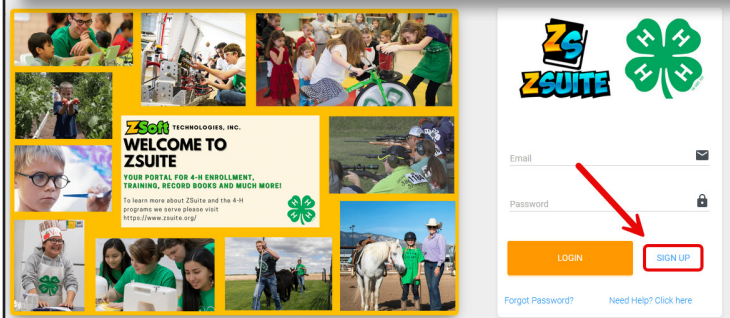 ZSoft TECHNOLOGIES, INC.
WELCOME TO
ZSUITE
YOUR PORTAL FOR 4-H ENROLLMENT,
TRAINING, RECORD BOOKS AND MUCH MORE!
To learn more about ZSuite and the 4-H
programs we serve please visit
https://www.zsuite.org/
H H
H H
ZS
ZSUITE
H H
H H
Email
Password
LOGIN
SIGN UP
Forgot Password?
Need Help? Click here